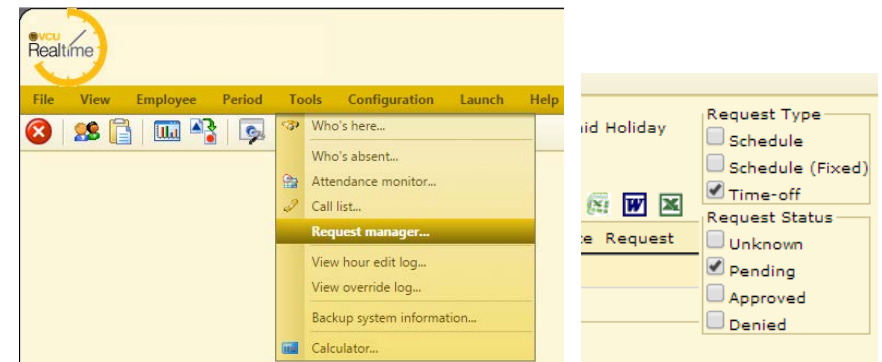 vcu
Realtime
File View Employee Period Tools Configuration Launch Help
Who's here...
Who's absent...
Attendance monitor...
Call list...
Request manager...
View hour edit log...
View override log...
Backup system information...
Calculator...
id Holiday
e Request
Request Type
Schedule
Schedule (Fixed)
Time-off
Request Status
Unknown
Pending
Approved
Denied